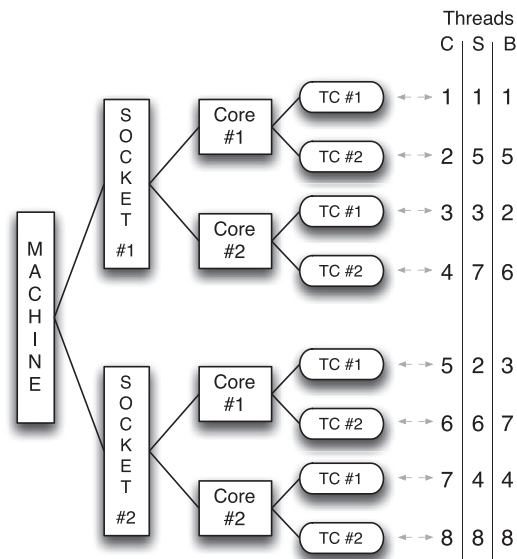 Threads
C S B
TC #1 1 1 1
Core #1
TC #2 2 5 5
SOCKET #1
TC #1 3 3 2
Core #2
TC #2 4 7 6
MACHINE
TC #1 5 2 3
Core #1
TC #2 6 6 7
SOCKET #2
TC #1 7 4 4
Core #2
TC #2 8 8 8